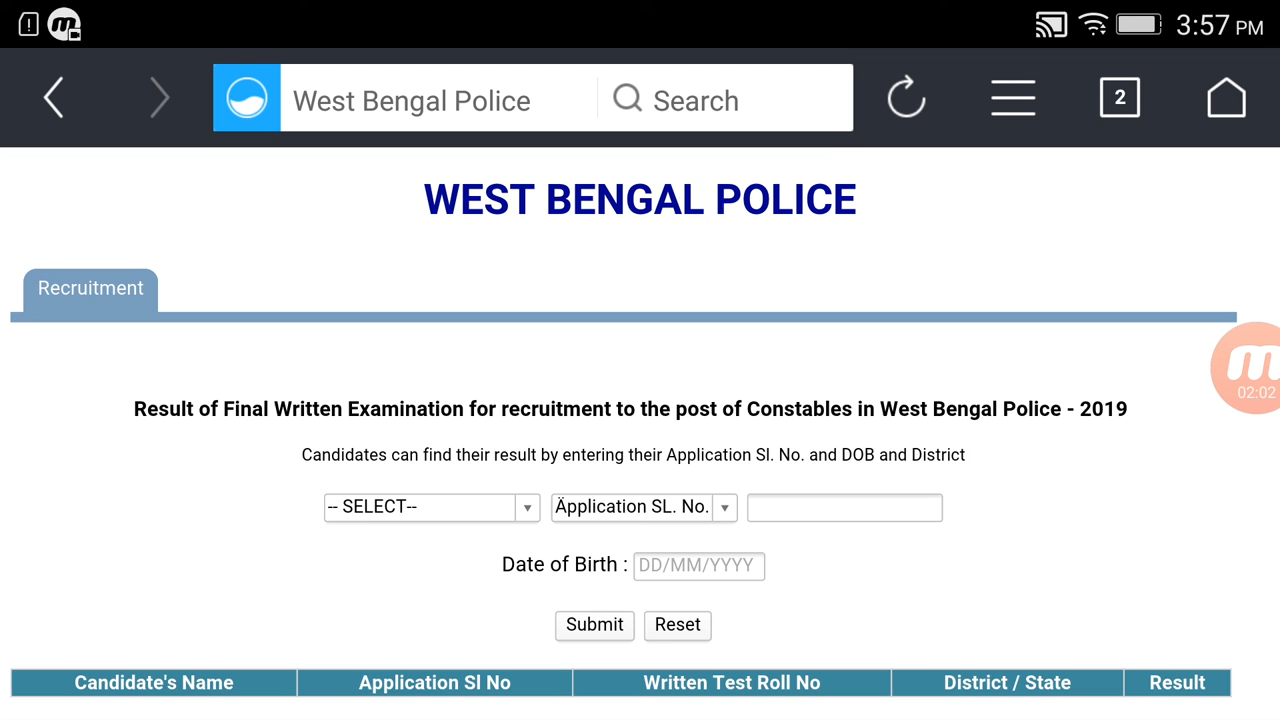 3:57 PM
West Bengal Police Search 2
WEST BENGAL POLICE
Recruitment
02:02
Result of Final Written Examination for recruitment to the post of Constables in West Bengal Police - 2019
Candidates can find their result by entering their Application Sl. No. and DOB and District
-- SELECT-- Äpplication SL. No.
Date of Birth : DD/MM/YYYY
Submit Reset
Candidate's Name Application Sl No Written Test Roll No District / State Result